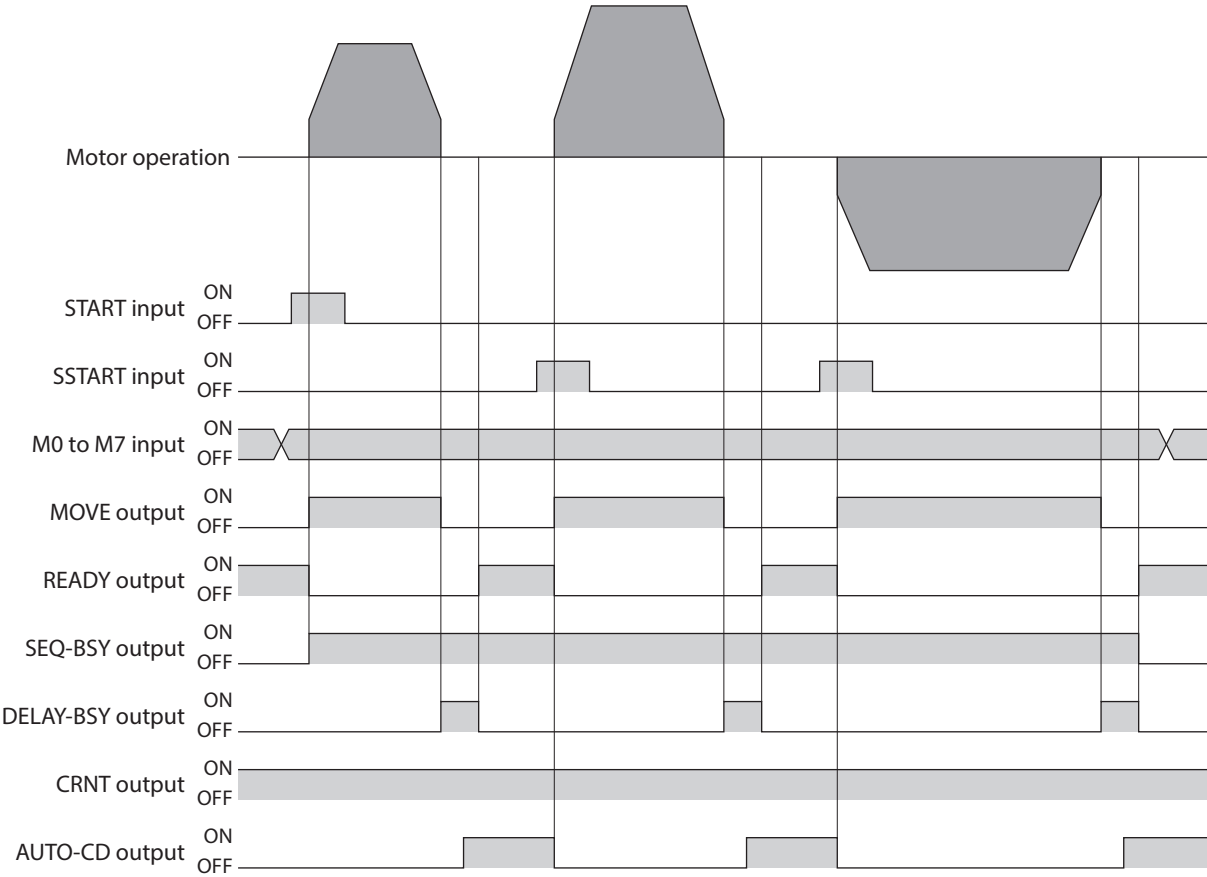 Motor operation
START input
ON
OFF
SSTART input
ON
OFF
M0 to M7 input
ON
OFF
MOVE output
ON
OFF
READY output
ON
OFF
SEQ-BSY output
ON
OFF
DELAY-BSY output
ON
OFF
CRNT output
ON
OFF
AUTO-CD output
ON
OFF